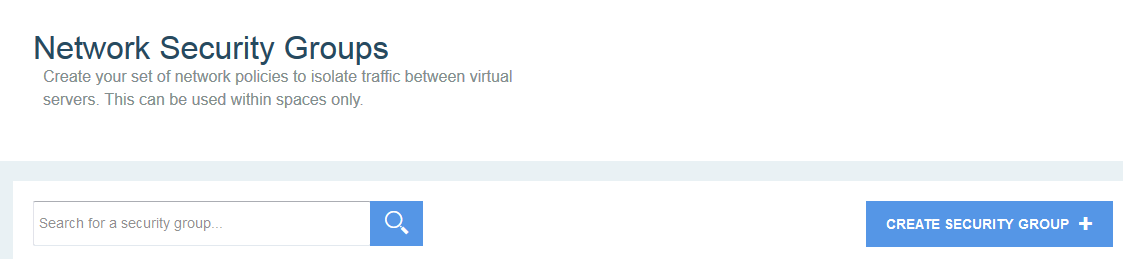 Network Security Groups
Create your set of network policies to isolate traffic between virtual
servers. This can be used within spaces only.
Search for a security group...
CREATE SECURITY GROUP